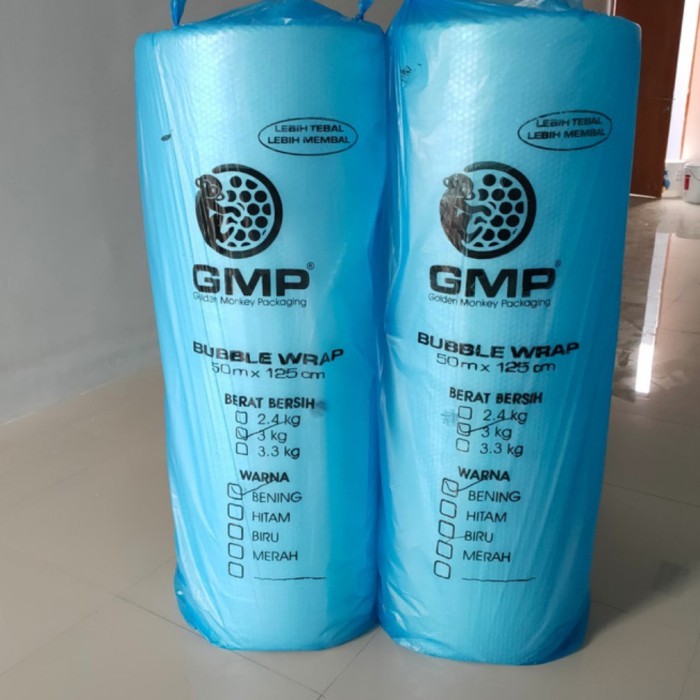 LEBIH TEBAL
LEBIH MEMBAL
GMP®
Golden Monkey Packaging
BUBBLE WRAP
50m x 125 cm
BERAT BERSIH
2.4 kg
3 kg
3.3 kg
WARNA
BENING
HITAM
BIRU
MERAH
LEBIH TEBAL
LEBIH MEMBAL
GMP®
Golden Monkey Packaging
BUBBLE WRAP
50m x 125 cm
BERAT BERSIH
2.4 kg
3 kg
3.3 kg
WARNA
BENING
HITAM
BIRU
MERAH